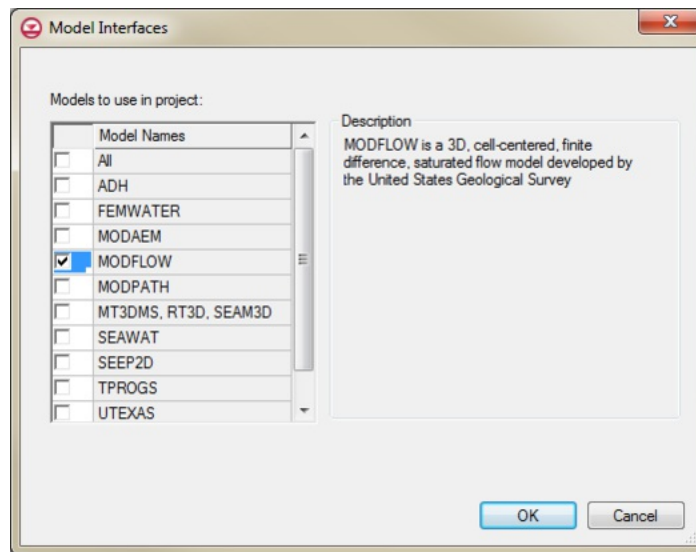 Model Interfaces
Models to use in project:
Model Names
All
ADH
FEMWATER
MODAEM
MODFLOW
MODPATH
MT3DMS, RT3D, SEAM3D
SEAWAT
SEEP2D
TPROGS
UTEXAS
Description
MODFLOW is a 3D, cell-centered, finite
difference, saturated flow model developed by
the United States Geological Survey
OK
Cancel